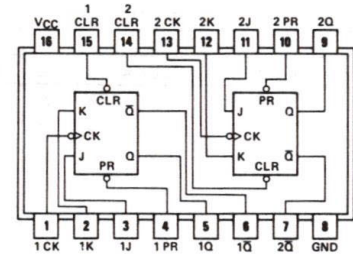 1 2
VCC CLR CLR 2 CK 2K 2J 2 PR 2Q
16 15 14 13 12 11 10 9
CLR PR
K Q̅ J Q
CK CK
J Q K Q̅
PR CLR
1 2 3 4 5 6 7 8
1 CK 1K 1J 1 PR 1Q 1Q̅ 2Q̅ GND